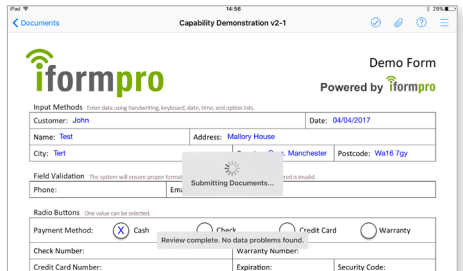 iPad 14:56 29%
Documents Capability Demonstration v2-1
iformpro
Demo Form
Powered by iformpro
Input Methods Enter data using handwriting, keyboard, date, time, and option lists.
Customer: John Date: 04/04/2017
Name: Test Address: Mallory House
City: Tert Manchester Postcode: Wa16 7gy
Submitting Documents...
Field Validation The system will ensure proper format is invalid.
Phone: Ema
Radio Buttons One value can be selected.
Payment Method: X Cash Check Credit Card Warranty
Review complete. No data problems found.
Check Number: Warranty Number:
Credit Card Number: Expiration: Security Code: